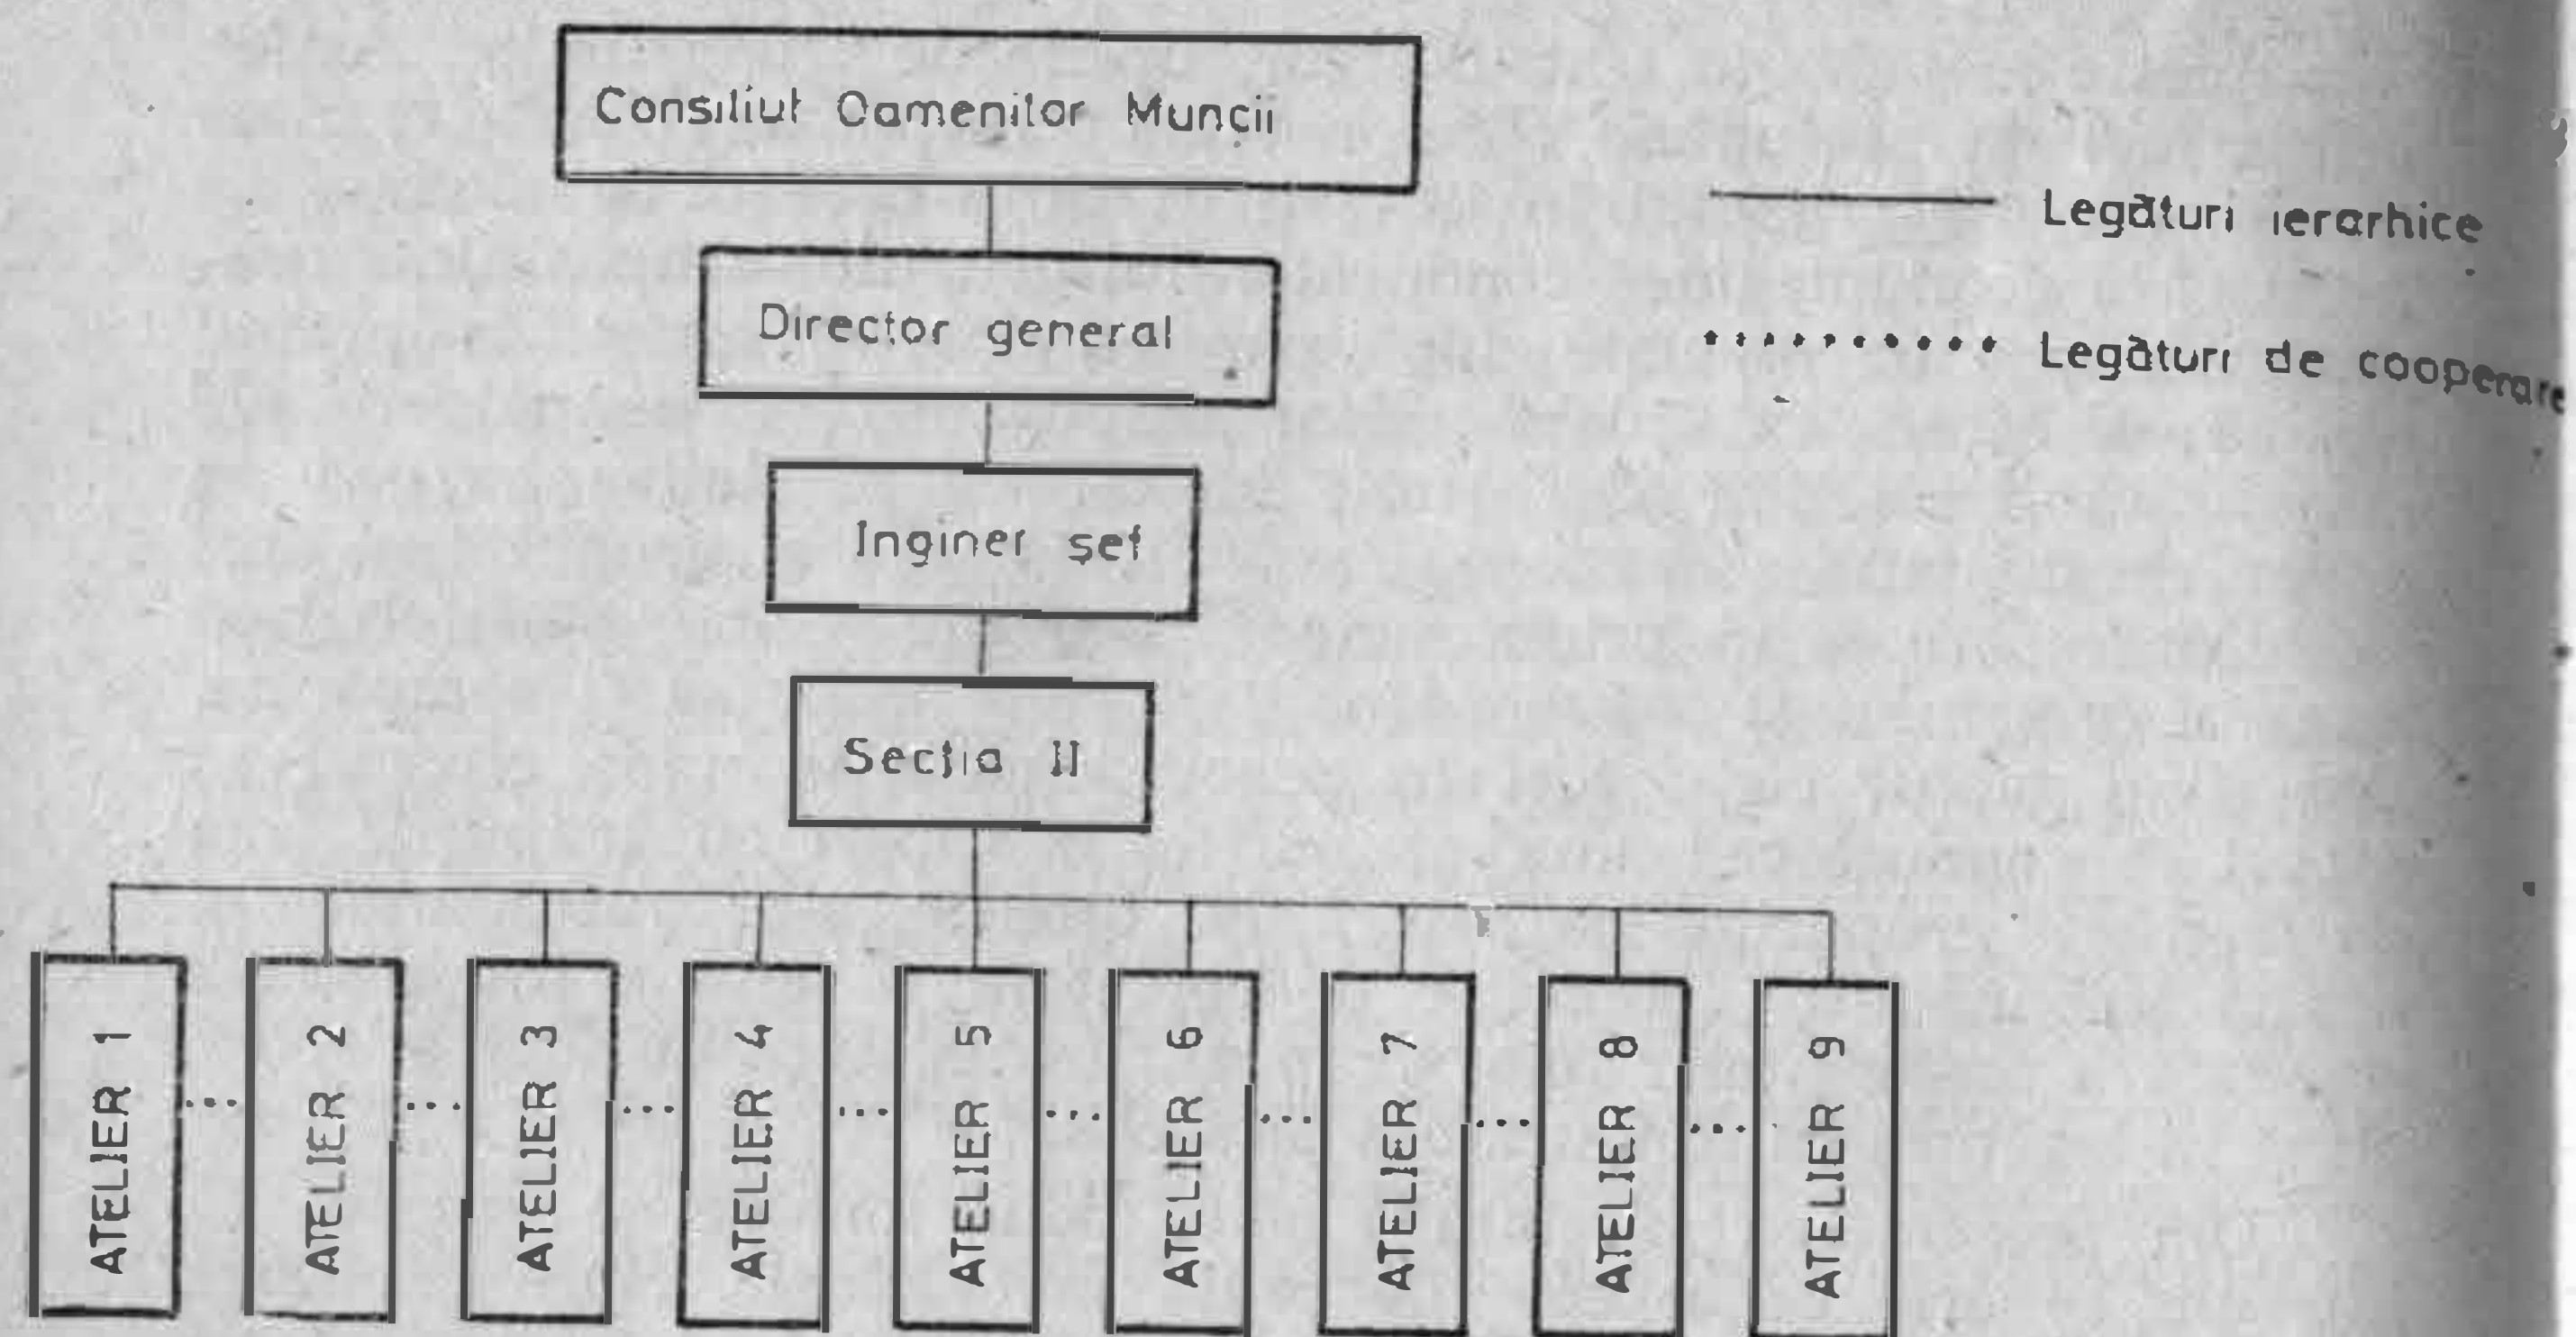 Consiliul Oamenilor Muncii
Legături ierarhice
Director general
Legături de cooperare
Inginer șef
Secția II
ATELIER 1
ATELIER 2
ATELIER 3
ATELIER 4
ATELIER 5
ATELIER 6
ATELIER 7
ATELIER 8
ATELIER 9